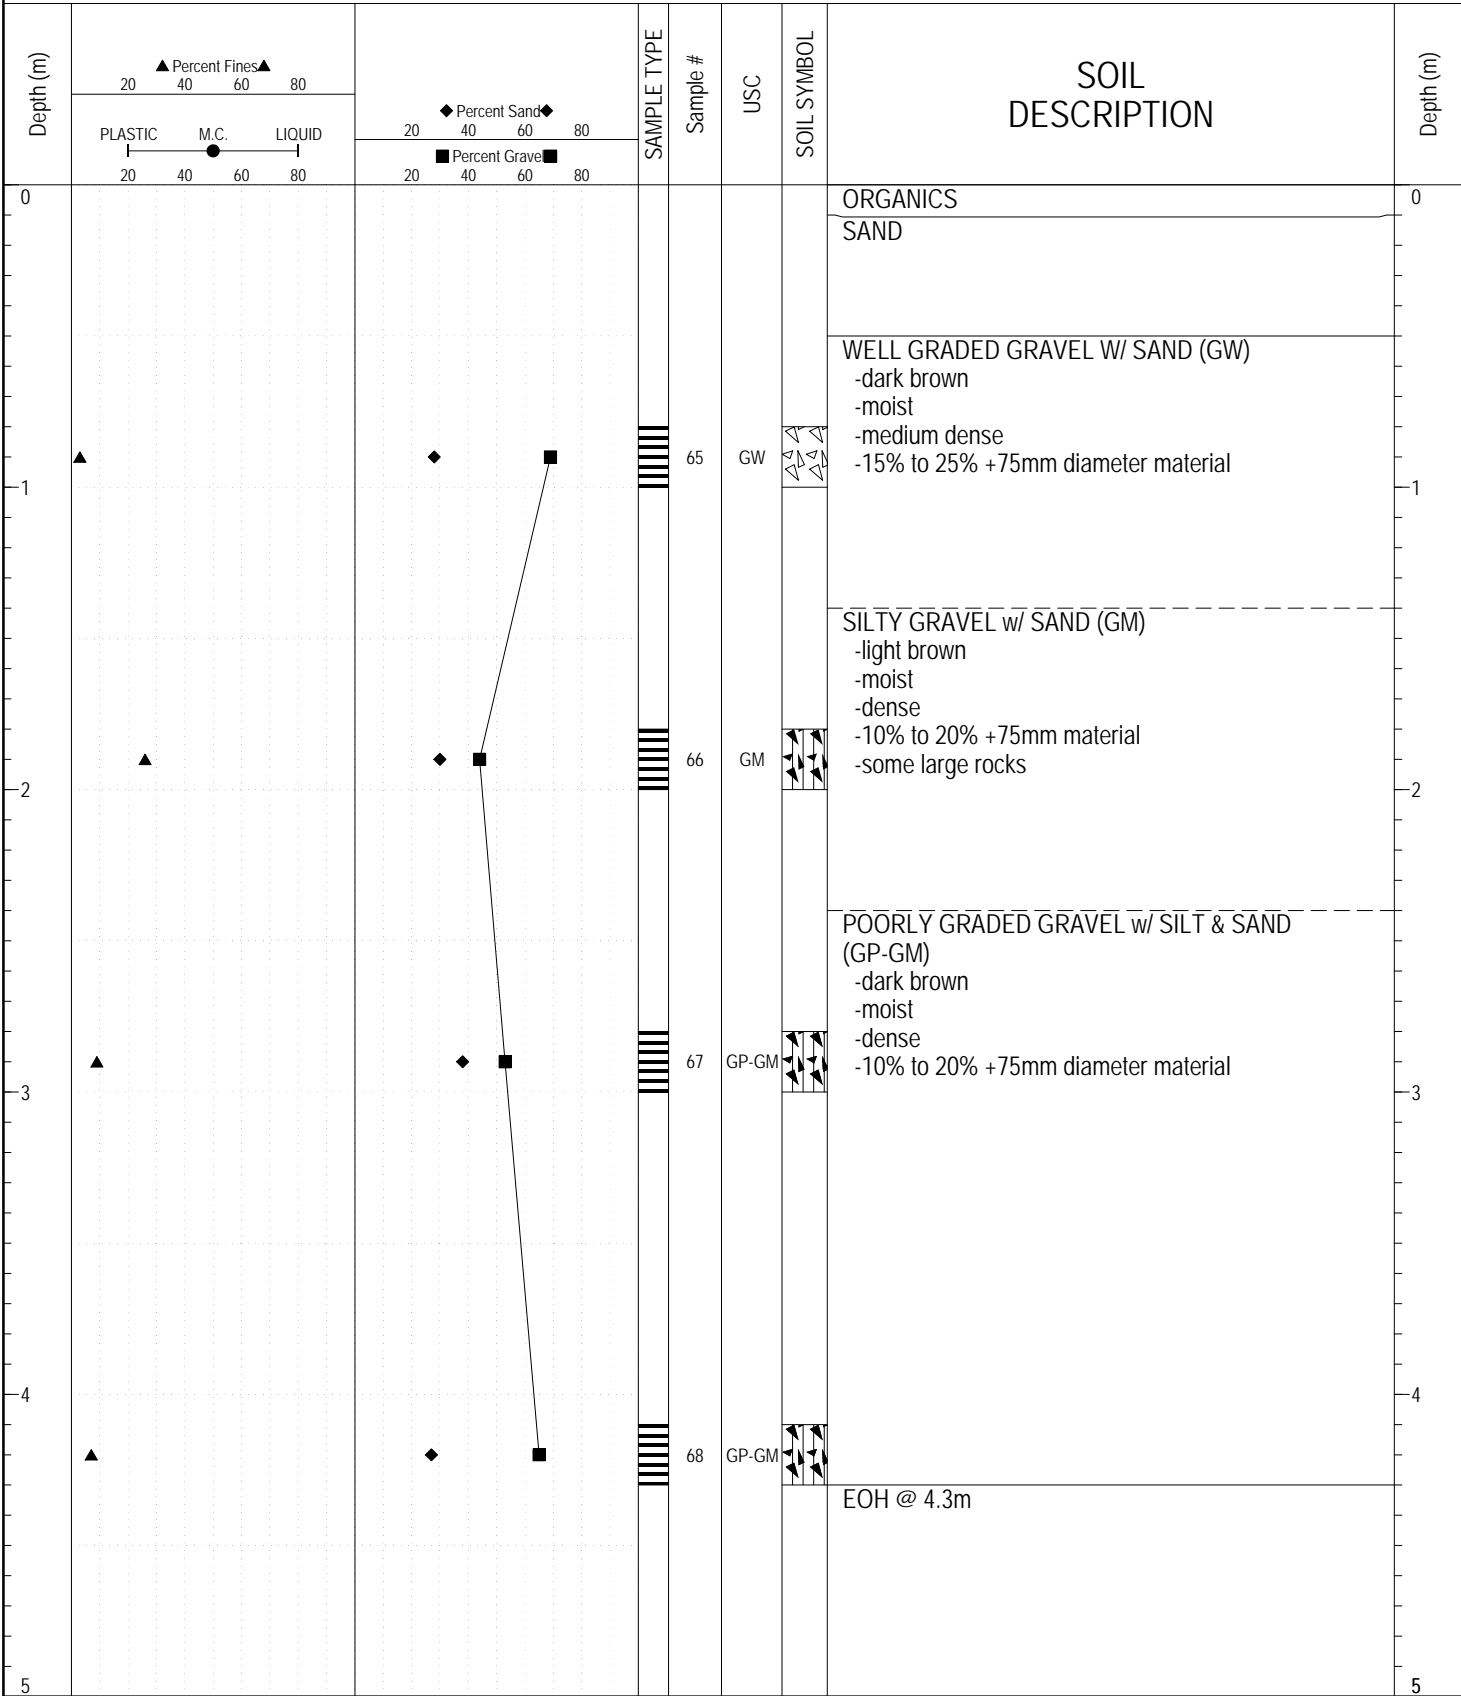 Depth (m)
▲ Percent Fines▲
20 40 60 80
PLASTIC M.C. LIQUID
20 40 60 80
◆ Percent Sand◆
20 40 60 80
■ Percent Gravel■
20 40 60 80
SAMPLE TYPE
Sample #
USC
SOIL SYMBOL
SOIL
DESCRIPTION
Depth (m)
0 ORGANICS 0
SAND
WELL GRADED GRAVEL W/ SAND (GW)
-dark brown
-moist
-medium dense
65 GW -15% to 25% +75mm diameter material
1 1
SILTY GRAVEL w/ SAND (GM)
-light brown
-moist
-dense
-10% to 20% +75mm material
66 GM -some large rocks
2 2
POORLY GRADED GRAVEL w/ SILT & SAND
(GP-GM)
-dark brown
-moist
-dense
67 GP-GM -10% to 20% +75mm diameter material
3 3
4 4
68 GP-GM
EOH @ 4.3m
5 5